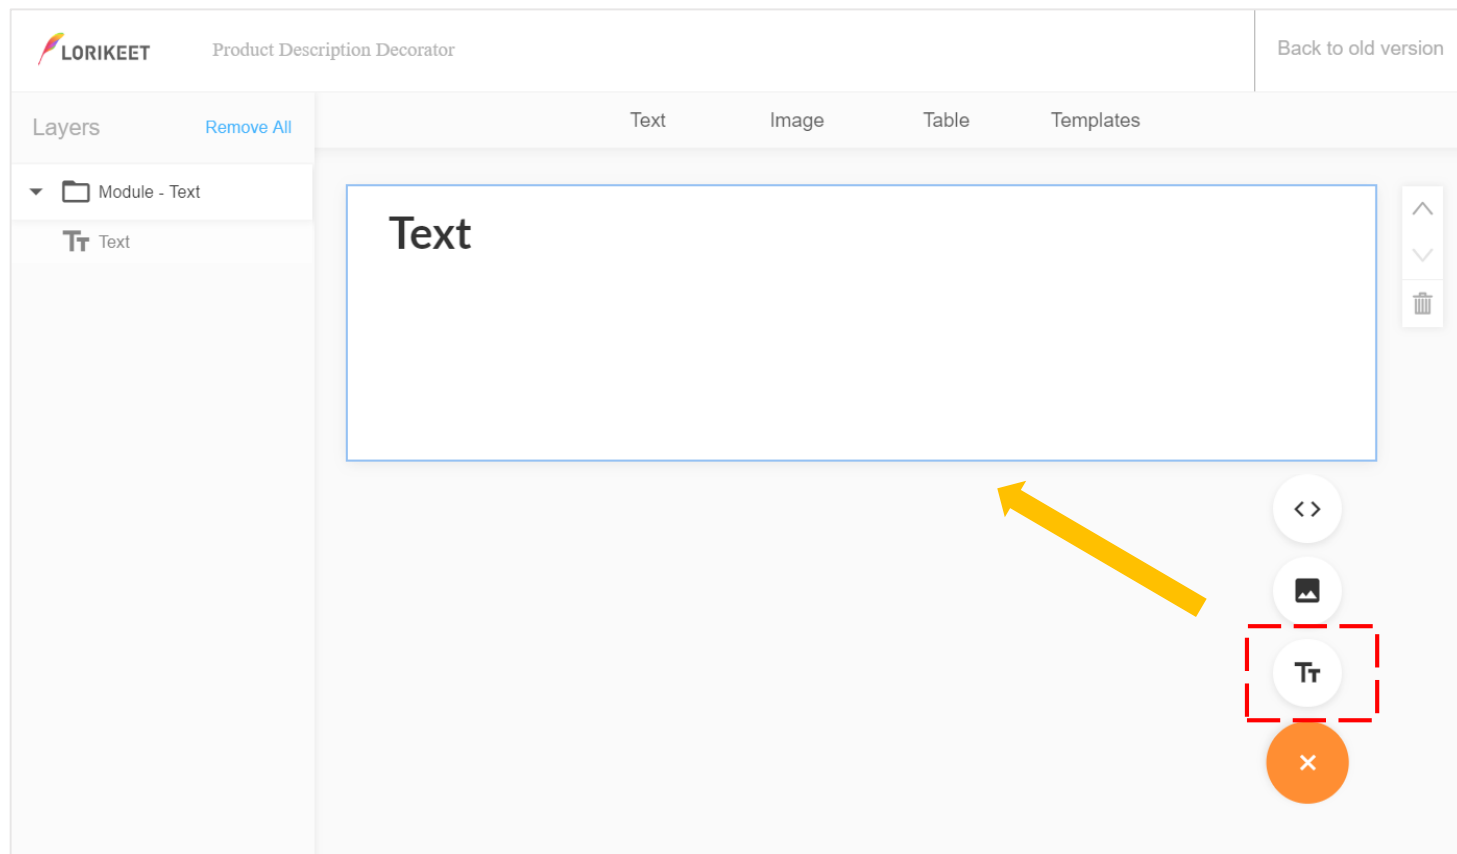 LORIKEET
Product Description Decorator
Back to old version
Layers
Remove All
Text
Image
Table
Templates
Module - Text
Text
Text